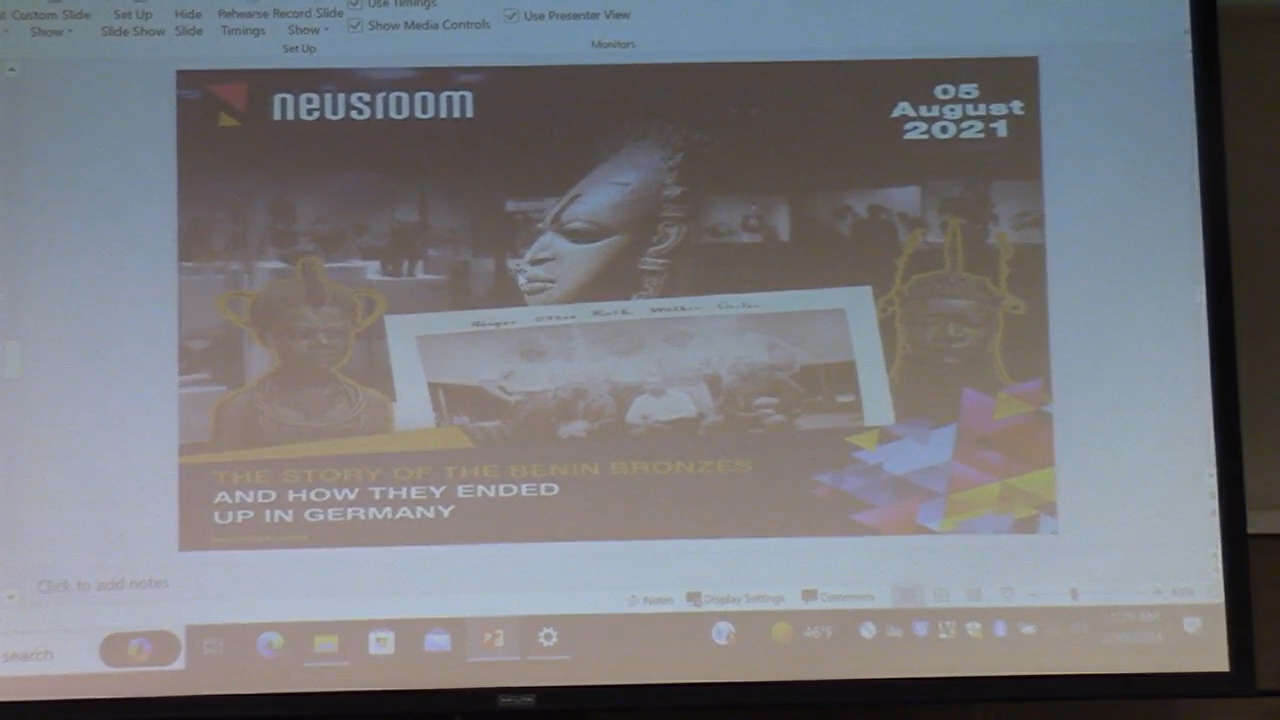 Custom Slide
Show
Set Up
Slide Show
Hide
Slide
Rehearse
Timings
Record Slide
Show
Use Timings
Show Media Controls
Use Presenter View
Set Up
Monitors
neusroom
05
August
2021
THE STORY OF THE BENIN BRONZES
AND HOW THEY ENDED
UP IN GERMANY
Click to add notes
Notes
Display Settings
Comments
search
46°F